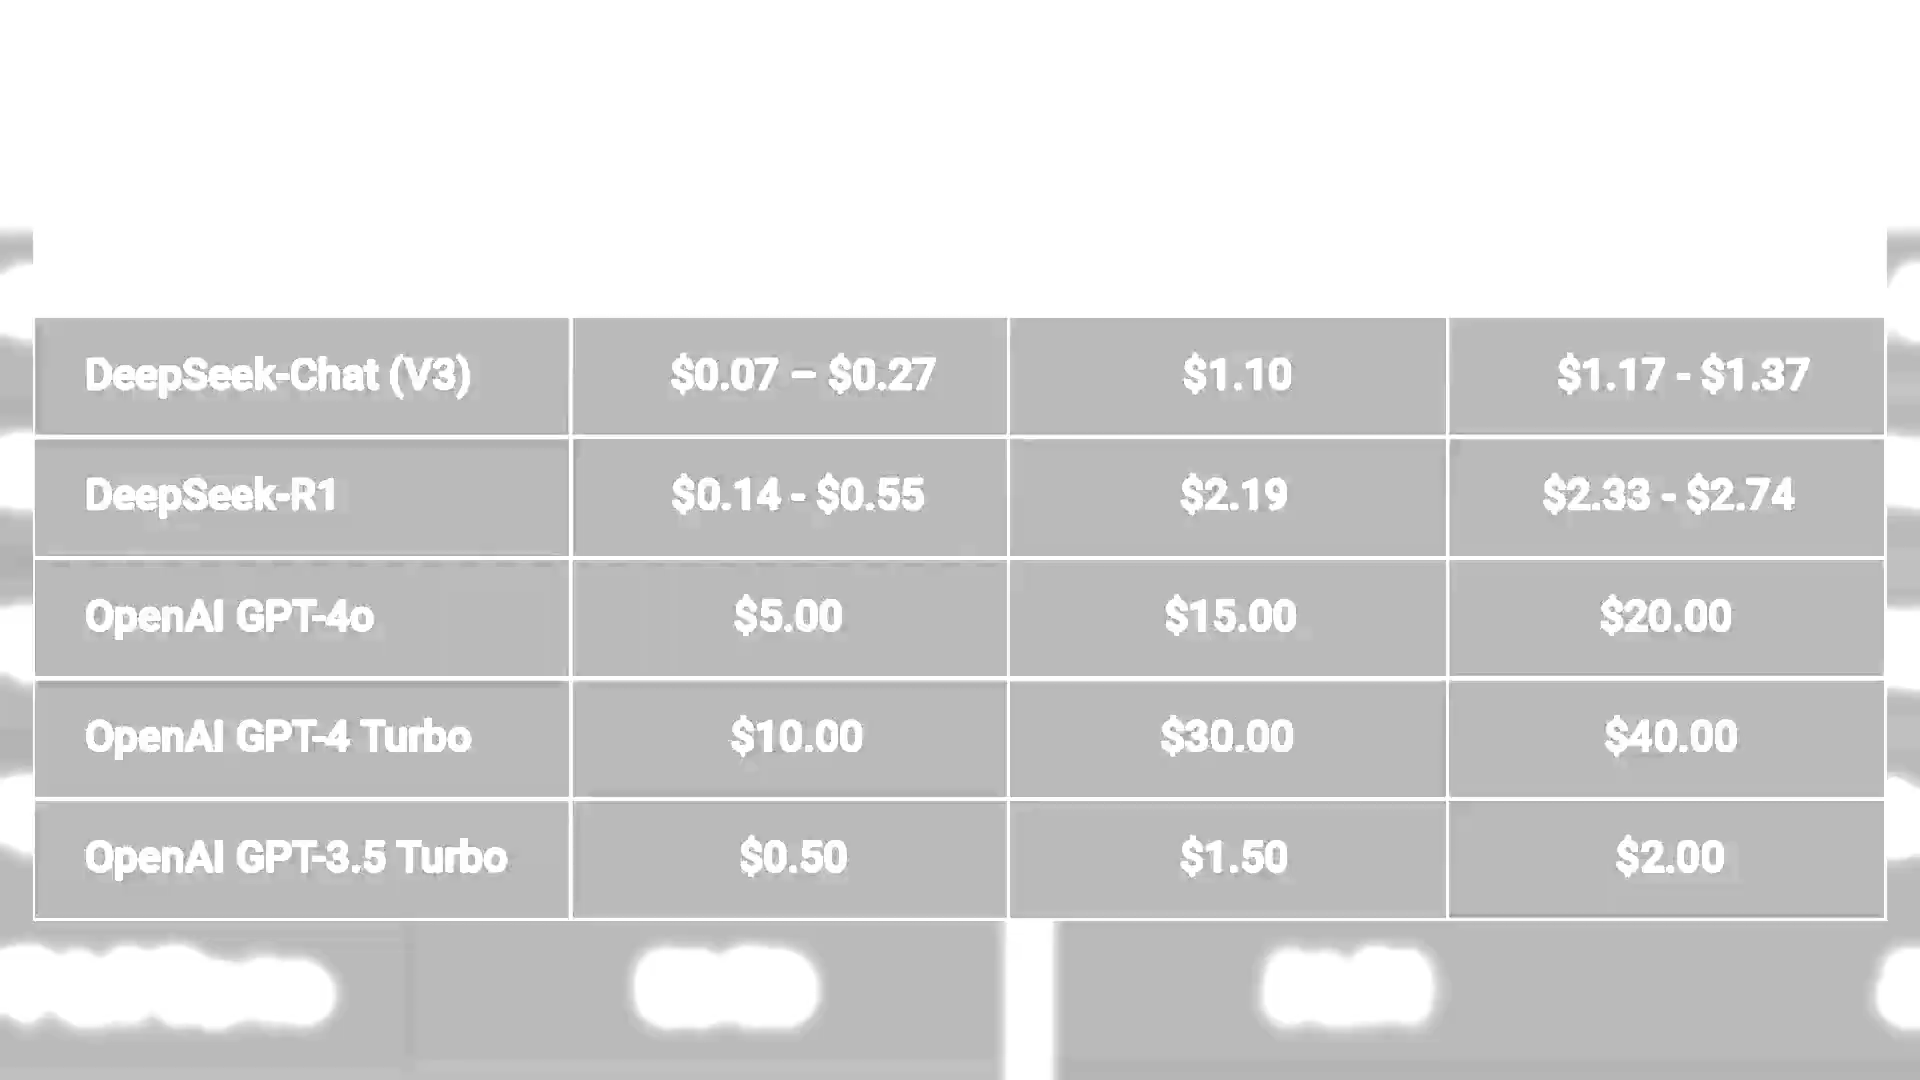 DeepSeek-Chat (V3) $0.07 – $0.27 $1.10 $1.17 - $1.37
DeepSeek-R1 $0.14 - $0.55 $2.19 $2.33 - $2.74
OpenAI GPT-4o $5.00 $15.00 $20.00
OpenAI GPT-4 Turbo $10.00 $30.00 $40.00
OpenAI GPT-3.5 Turbo $0.50 $1.50 $2.00